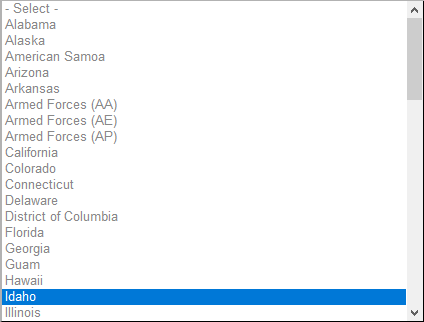 - Select -
Alabama
Alaska
American Samoa
Arizona
Arkansas
Armed Forces (AA)
Armed Forces (AE)
Armed Forces (AP)
California
Colorado
Connecticut
Delaware
District of Columbia
Florida
Georgia
Guam
Hawaii
Idaho
Illinois